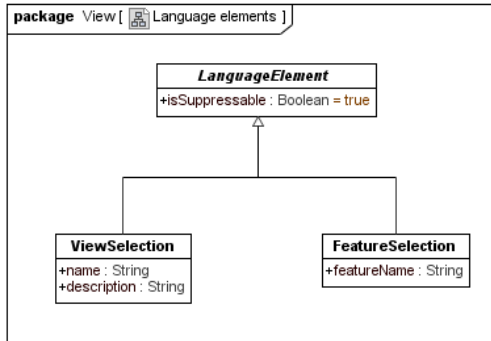 package View [ Language elements ]
LanguageElement
+isSuppressable : Boolean = true
ViewSelection
+name : String
+description : String
FeatureSelection
+featureName : String